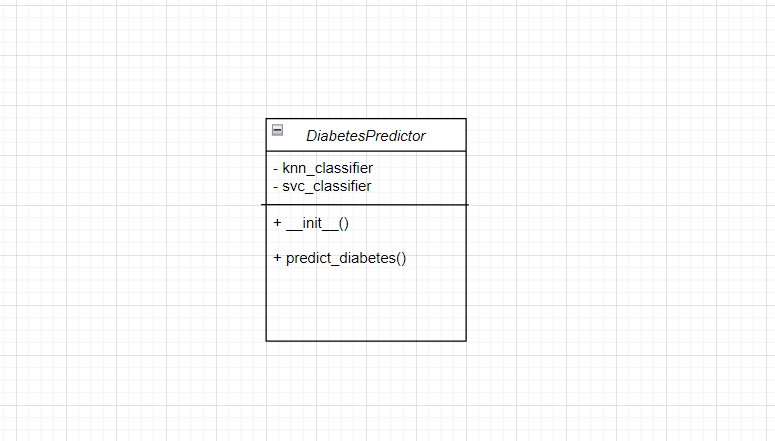 DiabetesPredictor
- knn_classifier
- svc_classifier
+ __init__()
+ predict_diabetes()